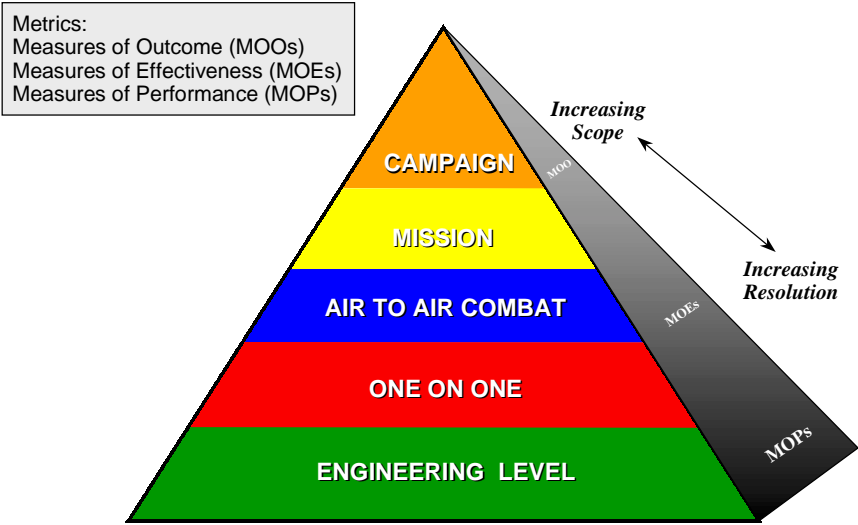 Metrics:
Measures of Outcome (MOOs)
Measures of Effectiveness (MOEs)
Measures of Performance (MOPs)
Increasing
Scope
CAMPAIGN
MOO
MISSION
Increasing
Resolution
AIR TO AIR COMBAT
MOEs
ONE ON ONE
MOPs
ENGINEERING LEVEL